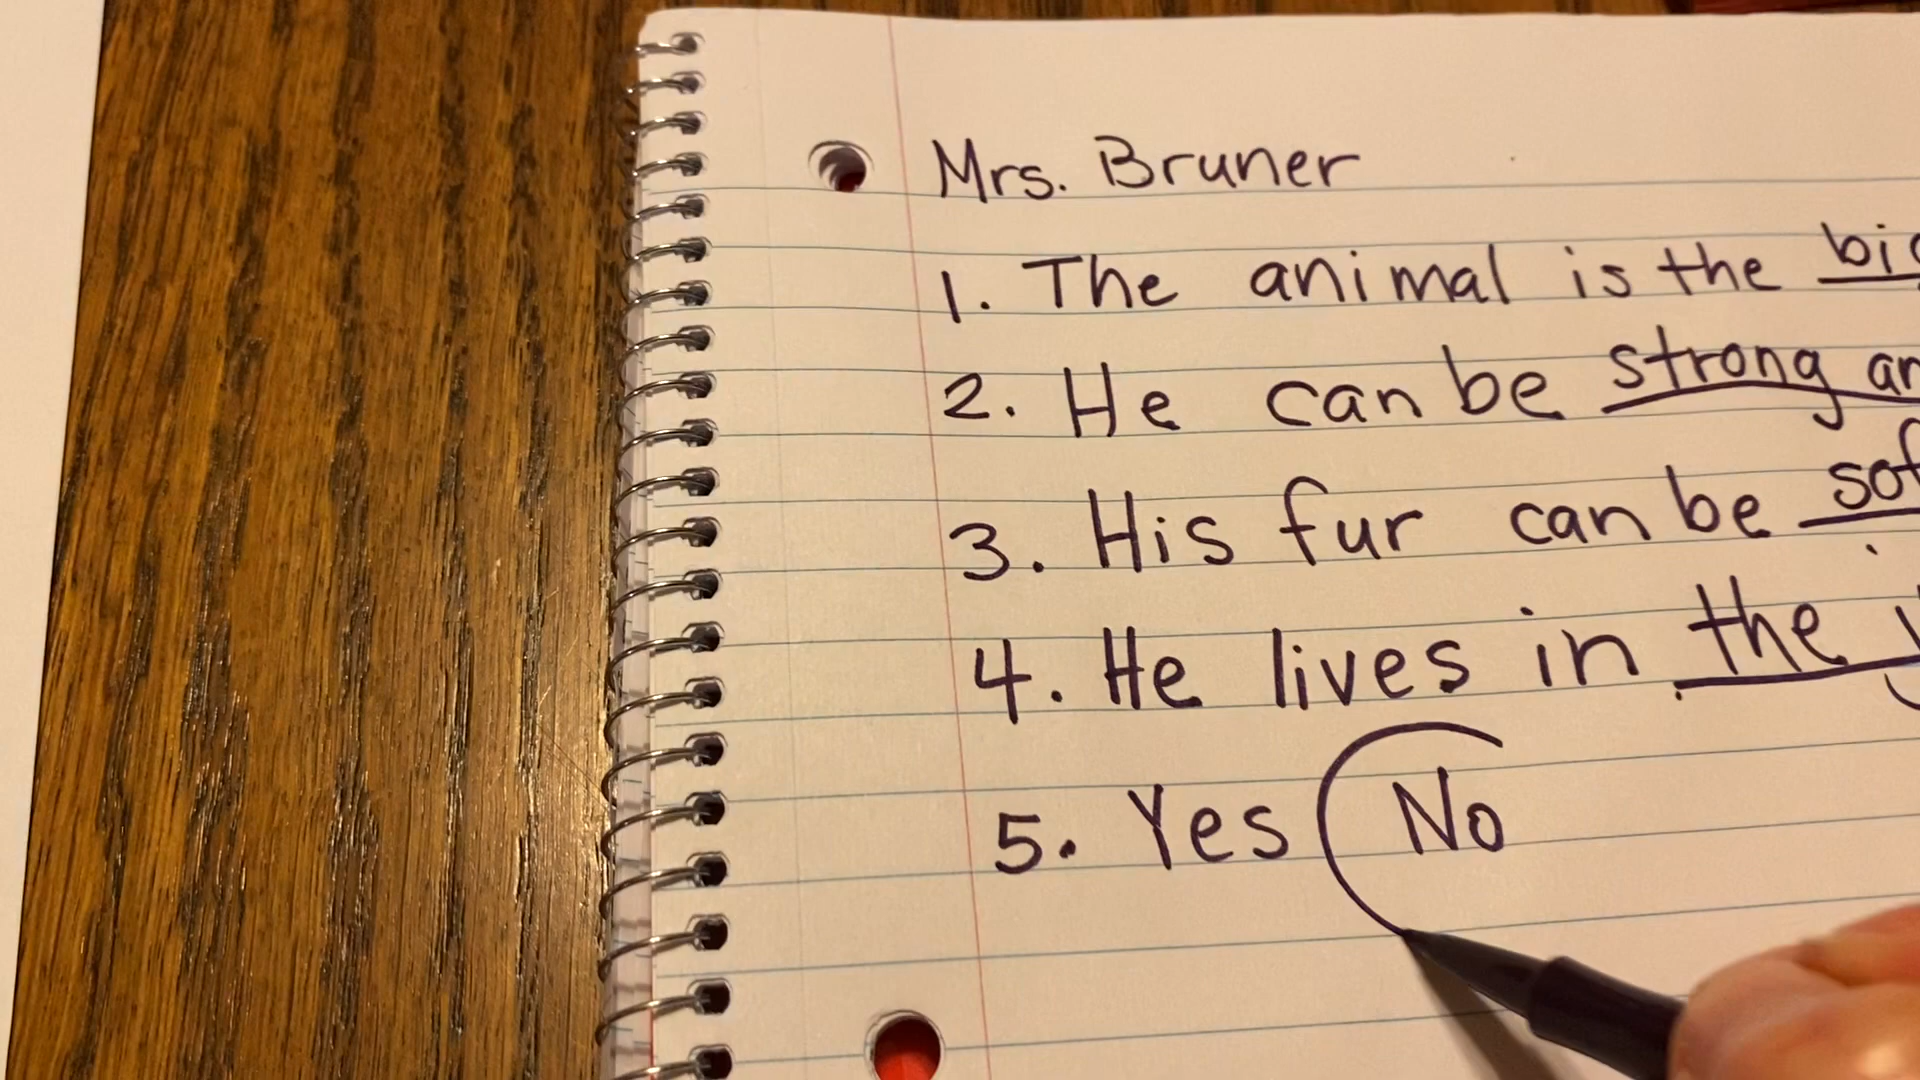 Mrs. Bruner
1. The animal is the
2. He can be strong
3. His fur can be
4. He lives in the
5. Yes No